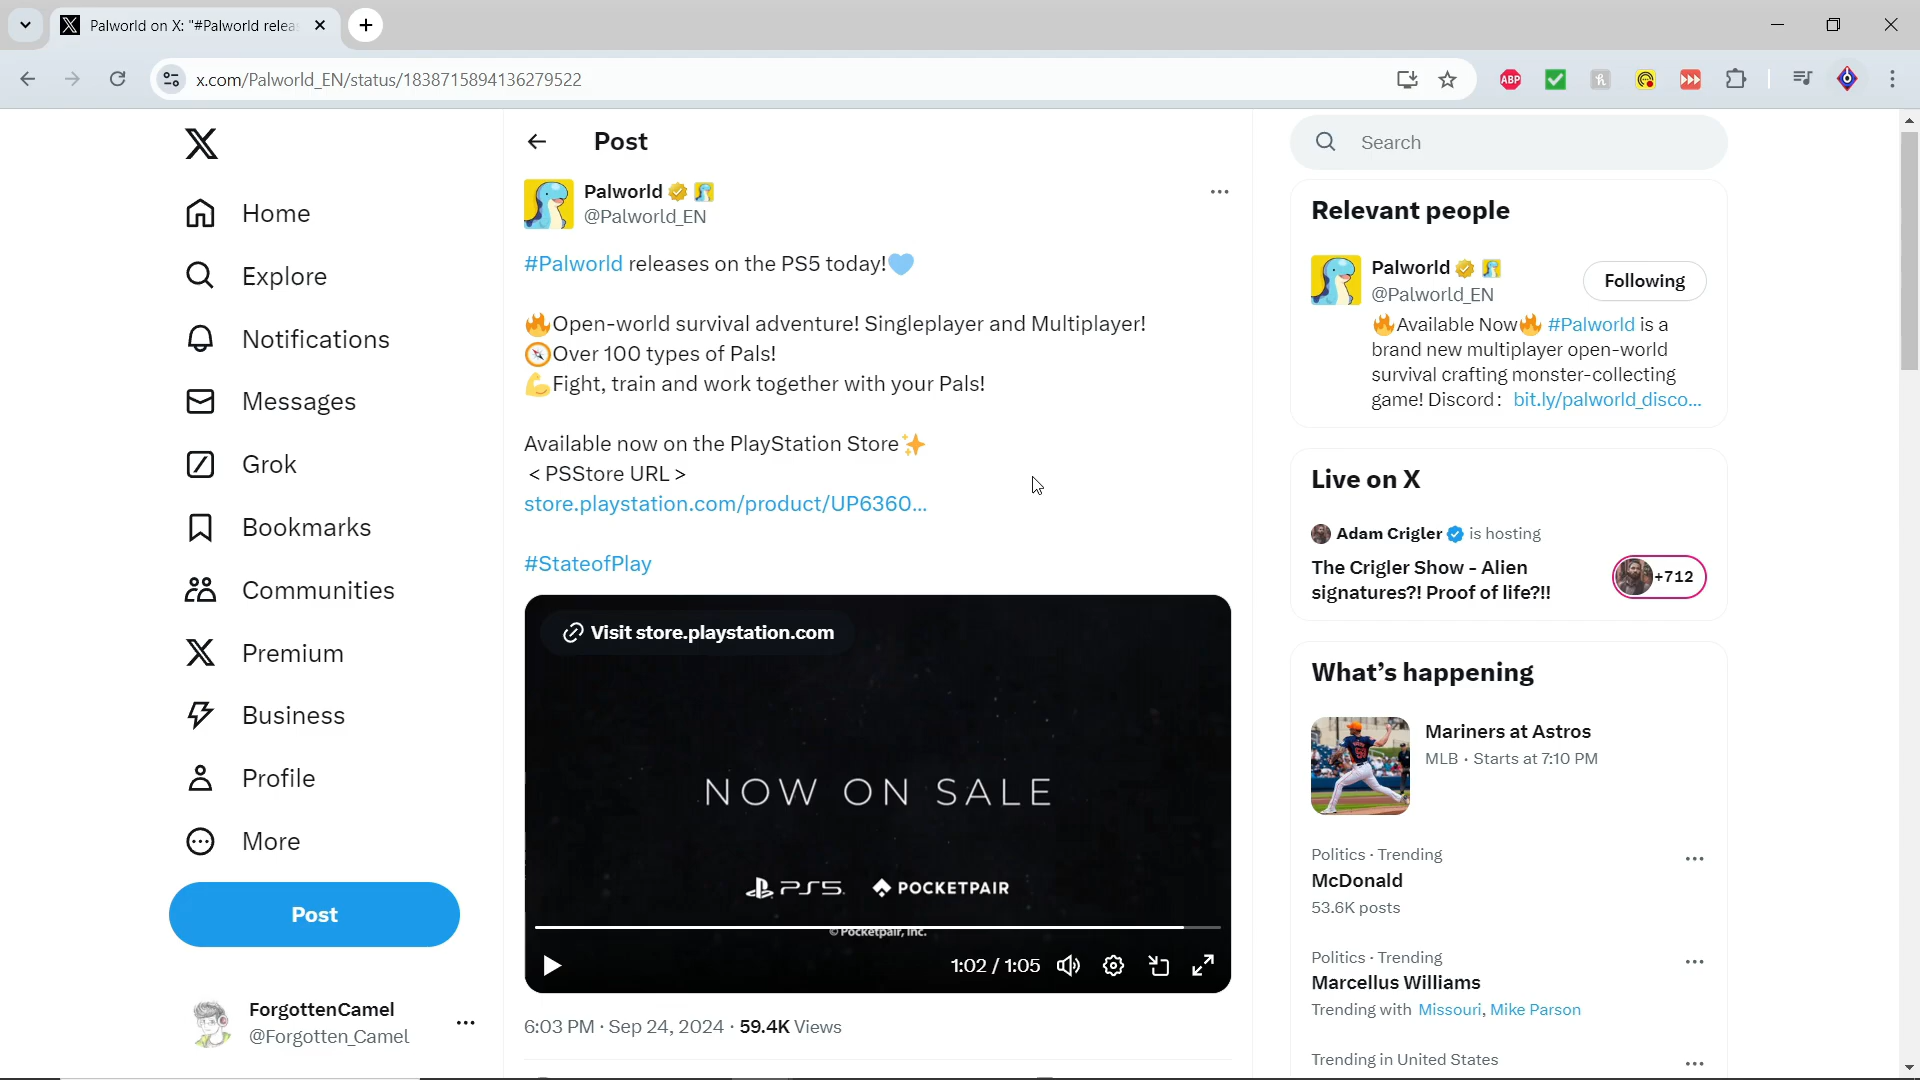 Palworld on X: "#Palworld relea
x.com/Palworld_EN/status/1838715894136279522
ABP
Home
Explore
Notifications
Messages
Grok
Bookmarks
Communities
Premium
Business
Profile
More
Post
ForgottenCamel
@Forgotten_Camel
Post
Palworld
@Palworld_EN
#Palworld releases on the PS5 today!🩵
🔥Open-world survival adventure! Singleplayer and Multiplayer!
🧭Over 100 types of Pals!
💪Fight, train and work together with your Pals!
Available now on the PlayStation Store✨
＜PSStore URL＞
store.playstation.com/product/UP6360...
#StateofPlay
Visit store.playstation.com
NOW ON SALE
PS5. POCKETPAIR
© Pocketpair, Inc.
1:02 / 1:05
6:03 PM · Sep 24, 2024 · 59.4K Views
Search
Relevant people
Palworld
@Palworld_EN
Following
🔥Available Now🔥 #Palworld is a
brand new multiplayer open-world
survival crafting monster-collecting
game! Discord： bit.ly/palworld_disco...
Live on X
Adam Crigler is hosting
The Crigler Show - Alien
signatures?! Proof of life?!!
+712
What's happening
Mariners at Astros
MLB · Starts at 7:10 PM
Politics · Trending
McDonald
53.6K posts
Politics · Trending
Marcellus Williams
Trending with Missouri, Mike Parson
Trending in United States